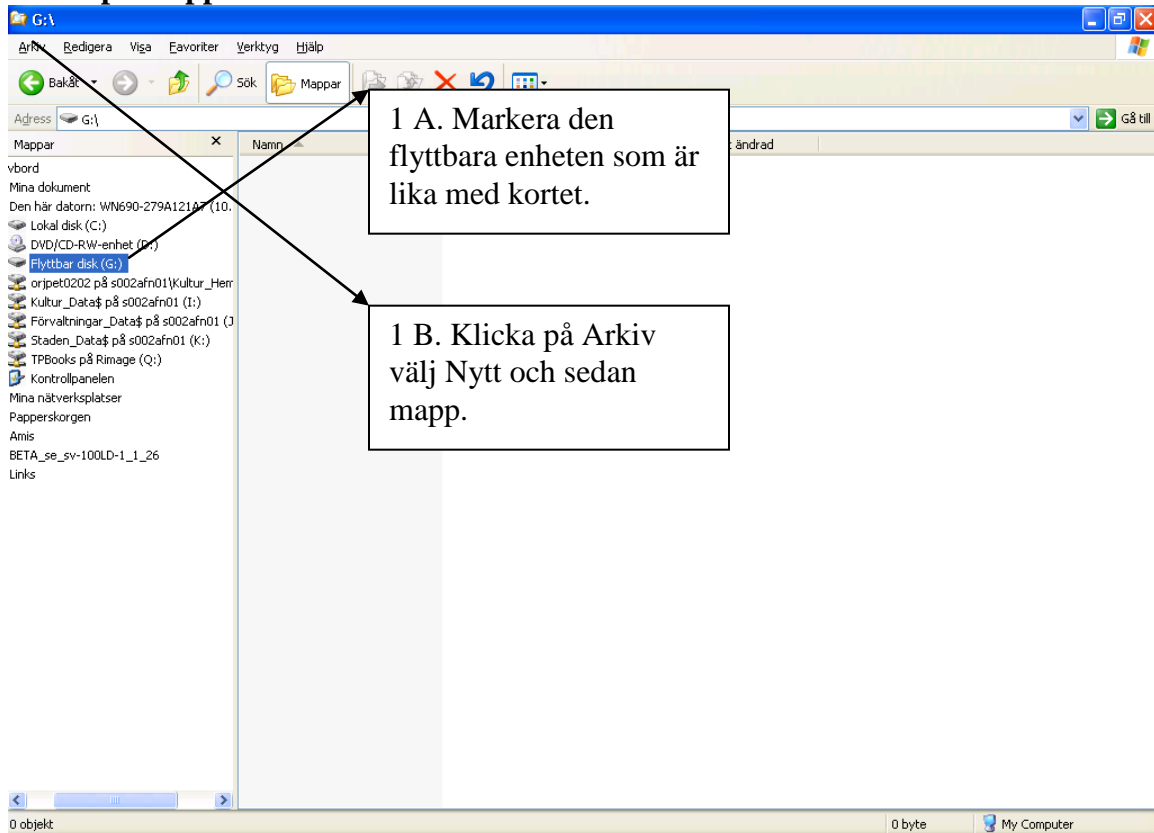 G:\
Arkiv Redigera Visa Favoriter Verktyg Hjälp
Bakåt Sök Mappar
Adress G:\ Gå till
Mappar Namn ändrad
vbord
Mina dokument
Den här datorn: WN690-279A121A7 (10.
Lokal disk (C:)
DVD/CD-RW-enhet (D:)
Flyttbar disk (G:)
orjpet0202 på s002afn01\Kultur_Hem
Kultur_Data$ på s002afn01 (I:)
Förvaltningar_Data$ på s002afn01 (J
Staden_Data$ på s002afn01 (K:)
TPBooks på Rimage (Q:)
Kontrollpanelen
Mina nätverksplatser
Papperskorgen
Amis
BETA_se_sv-100LD-1_1_26
Links
1 A. Markera den
flyttbara enheten som är
lika med kortet.
1 B. Klicka på Arkiv
välj Nytt och sedan
mapp.
0 objekt 0 byte My Computer